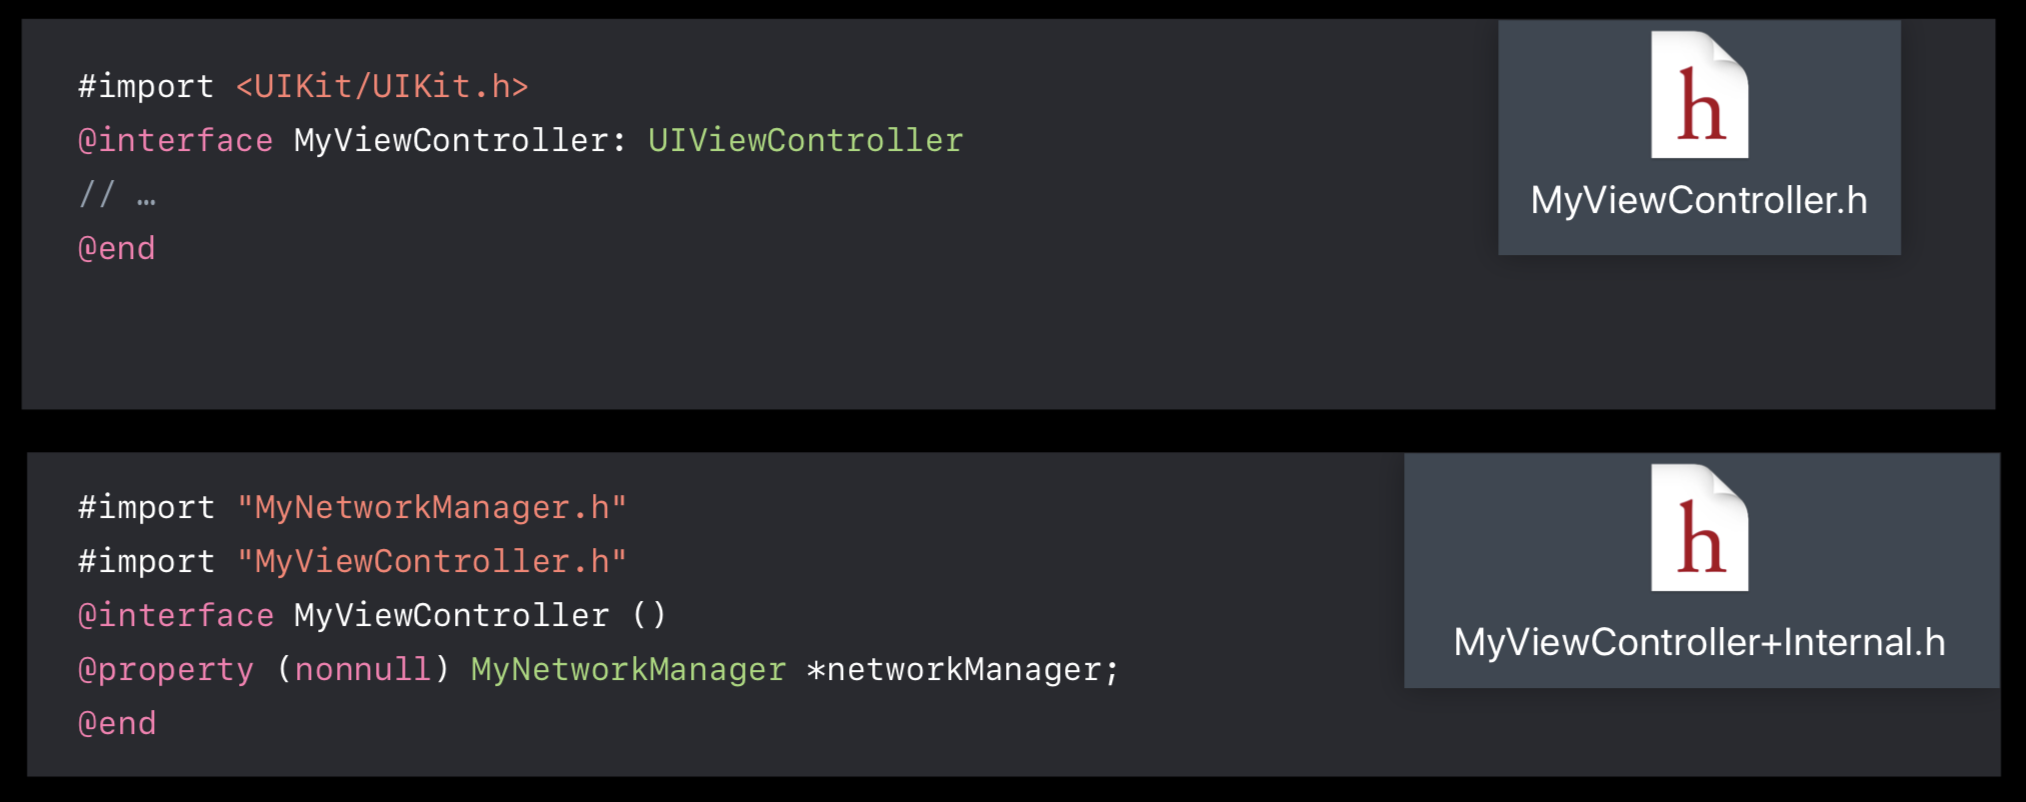 #import <UIKit/UIKit.h>
@interface MyViewController: UIViewController
// …
@end
h
MyViewController.h
#import "MyNetworkManager.h"
#import "MyViewController.h"
@interface MyViewController ()
@property (nonnull) MyNetworkManager *networkManager;
@end
h
MyViewController+Internal.h